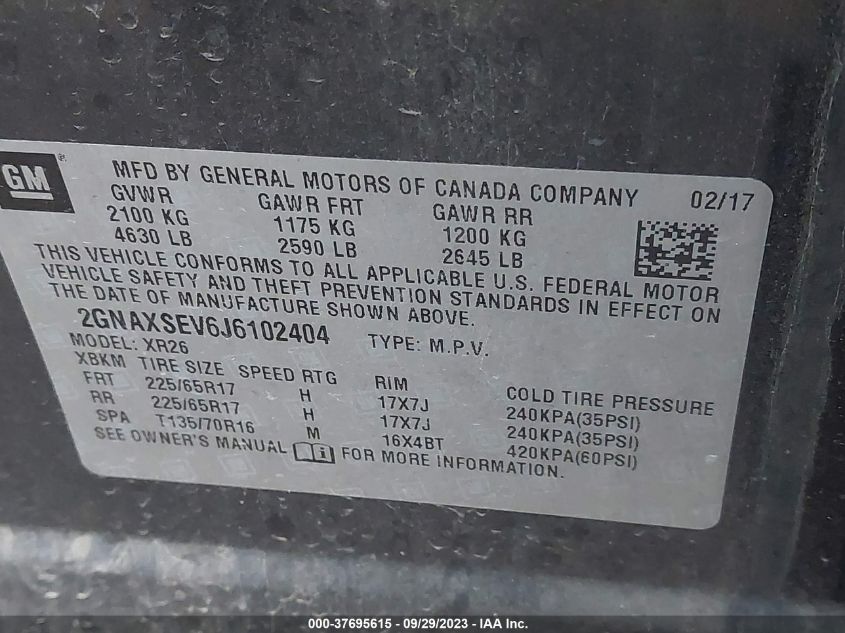 GM ®
MFD BY GENERAL MOTORS OF CANADA COMPANY 02/17
GVWR GAWR FRT GAWR RR
2100 KG 1175 KG 1200 KG
4630 LB 2590 LB 2645 LB
THIS VEHICLE CONFORMS TO ALL APPLICABLE U.S. FEDERAL MOTOR
VEHICLE SAFETY AND THEFT PREVENTION STANDARDS IN EFFECT ON
THE DATE OF MANUFACTURE SHOWN ABOVE.
2GNAXSEV6J6102404 TYPE: M.P.V.
MODEL: XR26
XBKM TIRE SIZE SPEED RTG RIM COLD TIRE PRESSURE
FRT 225/65R17 H 17X7J 240KPA(35PSI)
RR 225/65R17 H 17X7J 240KPA(35PSI)
SPA T135/70R16 M 16X4BT 420KPA(60PSI)
SEE OWNER'S MANUAL i FOR MORE INFORMATION.
000-37695615 - 09/29/2023 - IAA Inc.